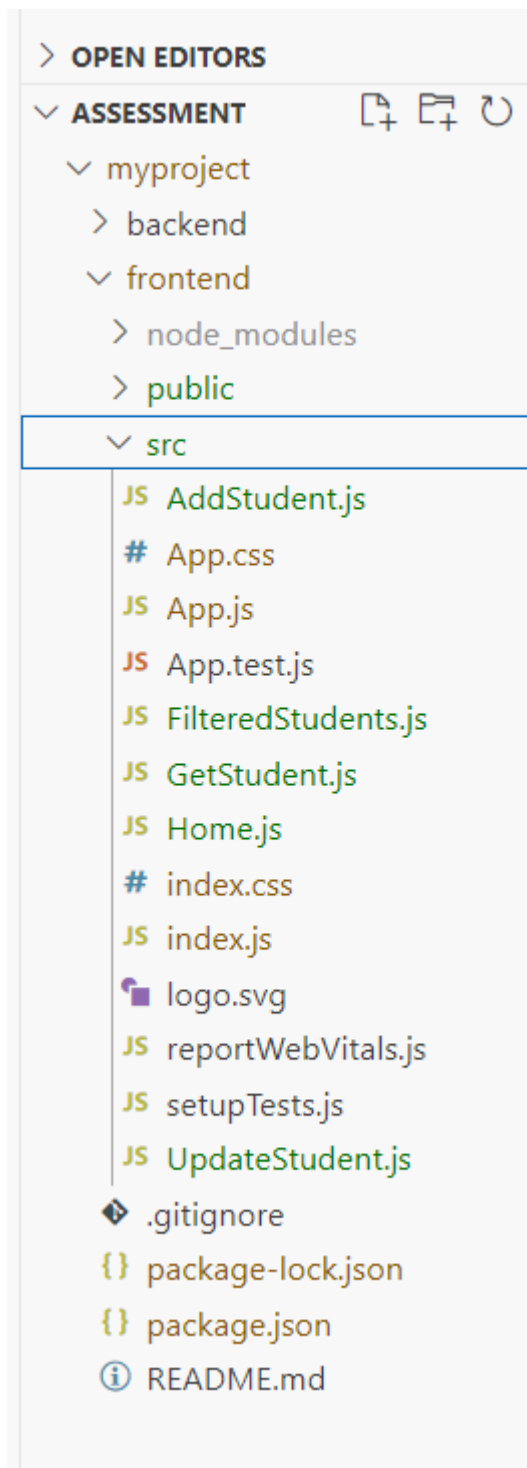 OPEN EDITORS
ASSESSMENT
myproject
backend
frontend
node_modules
public
src
JS AddStudent.js
# App.css
JS App.js
JS App.test.js
JS FilteredStudents.js
JS GetStudent.js
JS Home.js
# index.css
JS index.js
logo.svg
JS reportWebVitals.js
JS setupTests.js
JS UpdateStudent.js
.gitignore
{} package-lock.json
{} package.json
README.md